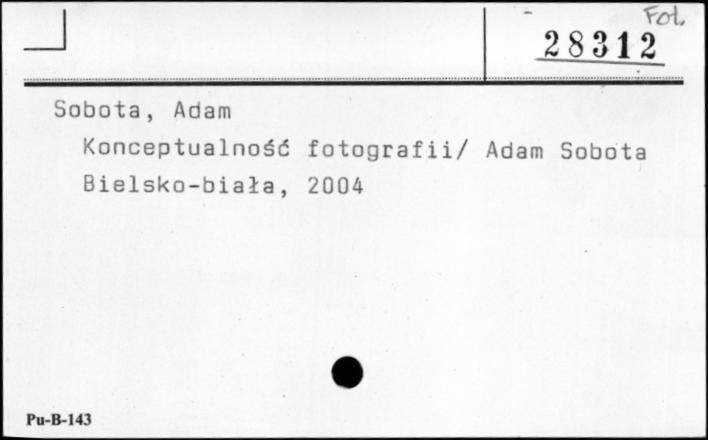 Fot.
28312
Sobota, Adam
Konceptualność fotografii/ Adam Sobota
Bielsko-biała, 2004
Pu-B-143